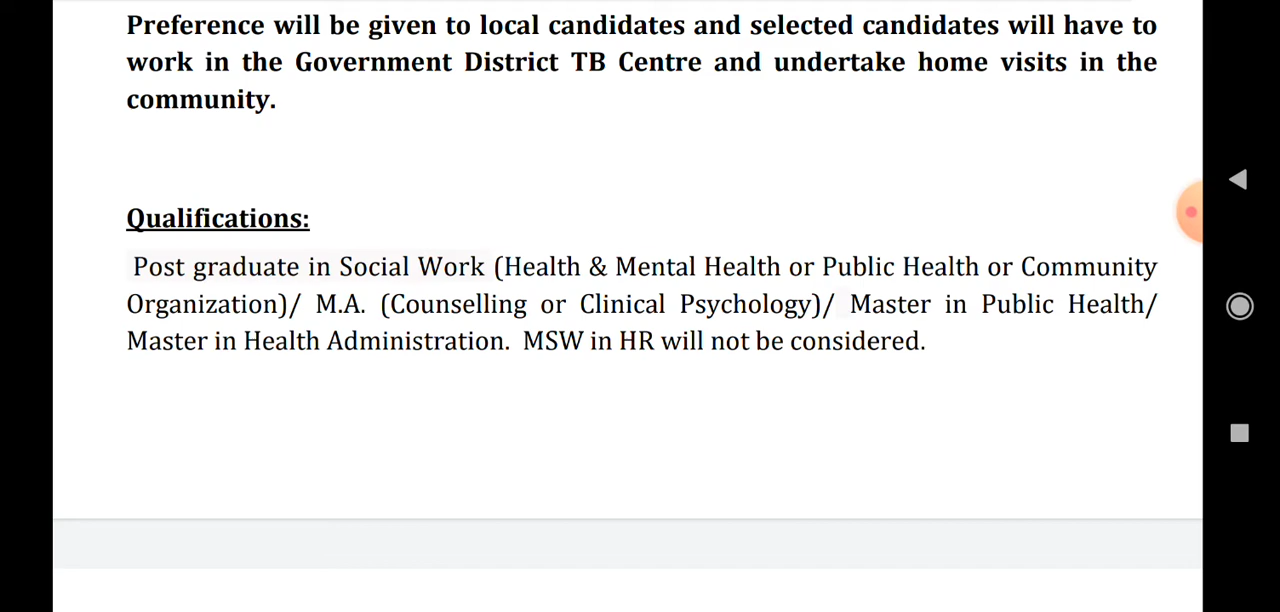 Preference will be given to local candidates and selected candidates will have to
work in the Government District TB Centre and undertake home visits in the
community.
Qualifications:
Post graduate in Social Work (Health & Mental Health or Public Health or Community
Organization)/ M.A. (Counselling or Clinical Psychology)/ Master in Public Health/
Master in Health Administration. MSW in HR will not be considered.